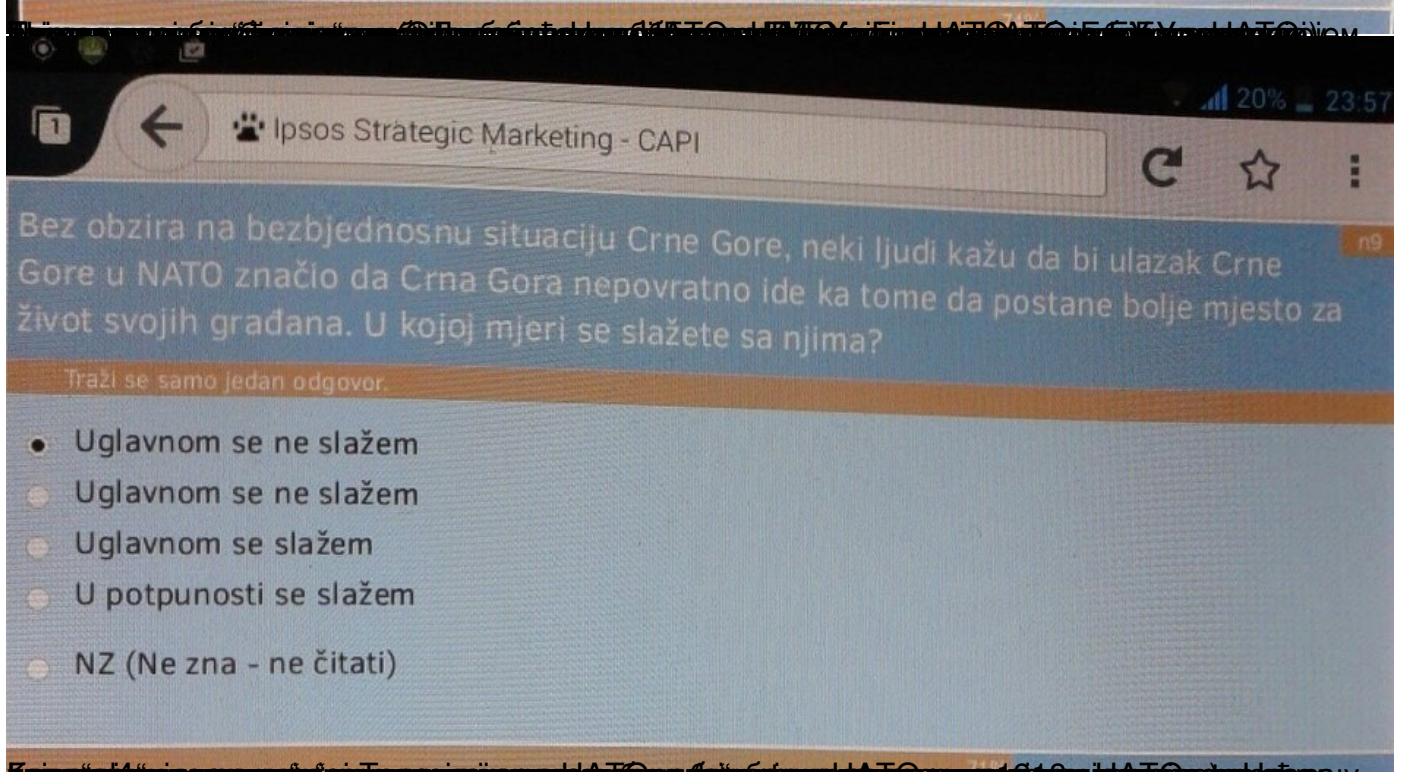 20% 23:57
1 Ipsos Strategic Marketing - CAPI
Bez obzira na bezbjednosnu situaciju Crne Gore, neki ljudi kažu da bi ulazak Crne
n9
Gore u NATO značio da Crna Gora nepovratno ide ka tome da postane bolje mjesto za
život svojih građana. U kojoj mjeri se slažete sa njima?
Traži se samo jedan odgovor.
Uglavnom se ne slažem
Uglavnom se ne slažem
Uglavnom se slažem
U potpunosti se slažem
NZ (Ne zna - ne čitati)